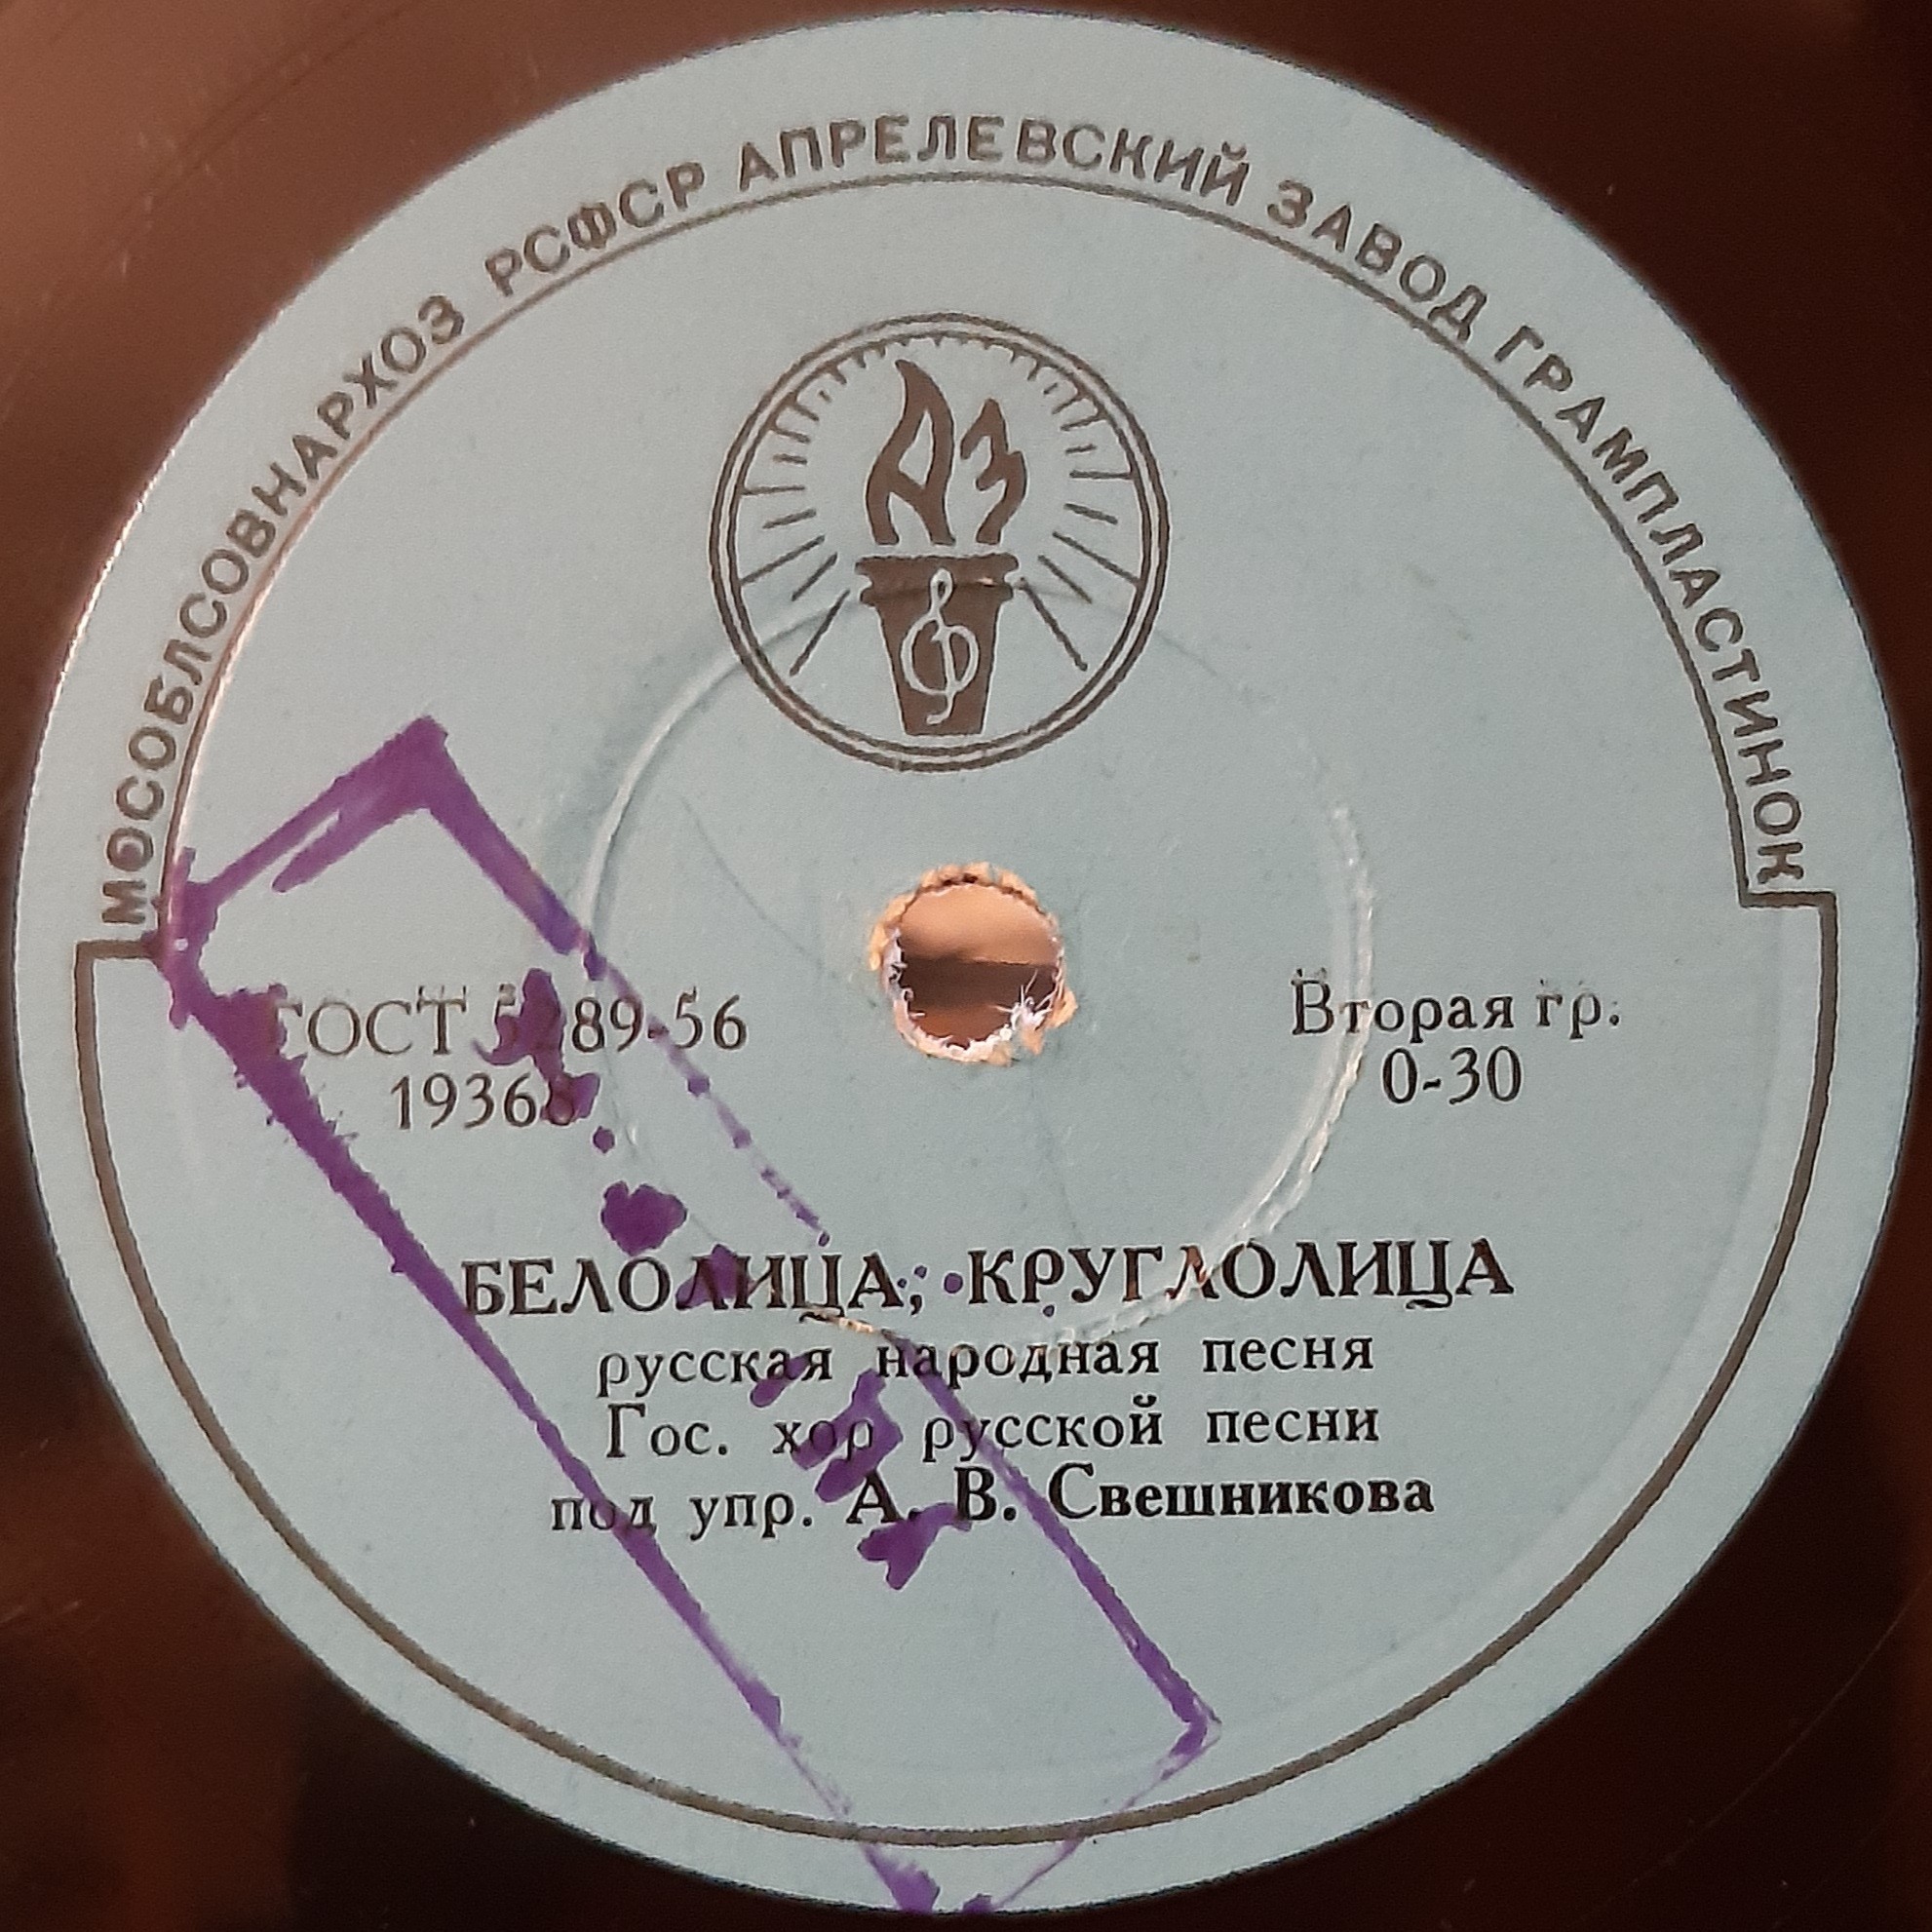 МОСОБЛСОВНАРХОЗ РСФСР АПРЕЛЕВСКИЙ ЗАВОД ГРАМПЛАСТИНОК
АЗ
ГОСТ 5289-56
19368
Вторая гр.
0-30
БЕЛОЛИЦА, КРУГЛОЛИЦА
русская народная песня
Гос. хор русской песни
под упр. А. В. Свешникова